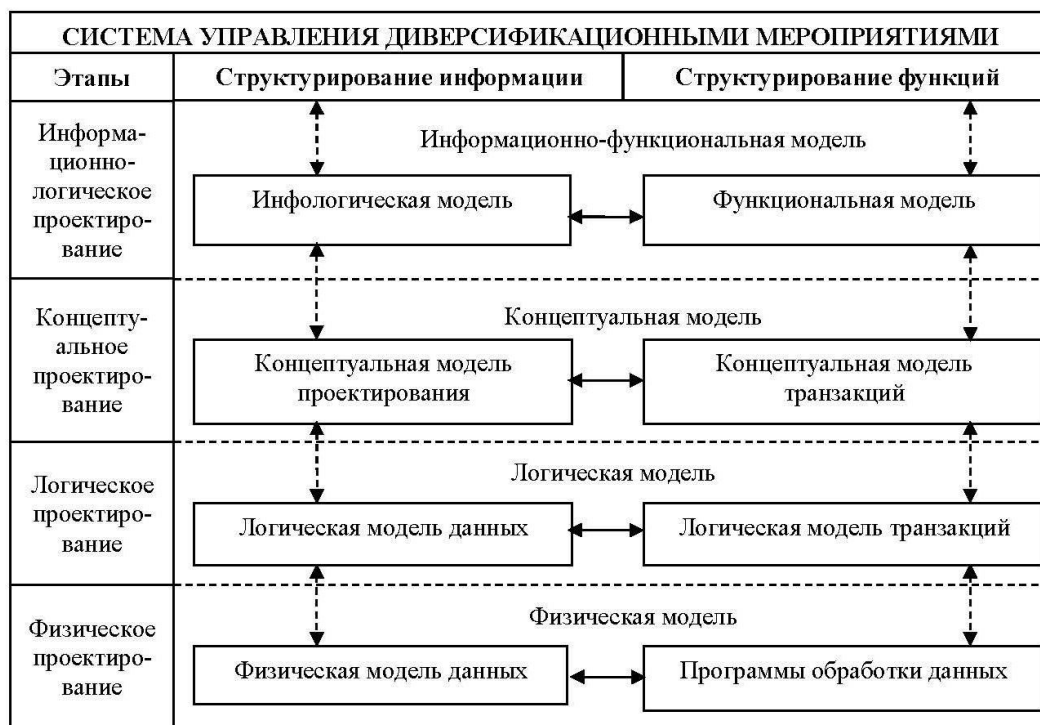 СИСТЕМА УПРАВЛЕНИЯ ДИВЕРСИФИКАЦИОННЫМИ МЕРОПРИЯТИЯМИ
Этапы
Структурирование информации
Структурирование функций
Информа-
ционно-
логическое
проектиро-
вание
Информационно-функциональная модель
Инфологическая модель
Функциональная модель
Концепту-
альное
проектиро-
вание
Концептуальная модель
Концептуальная модель
проектирования
Концептуальная модель
транзакций
Логическое
проектиро-
вание
Логическая модель
Логическая модель данных
Логическая модель транзакций
Физическое
проектиро-
вание
Физическая модель
Физическая модель данных
Программы обработки данных